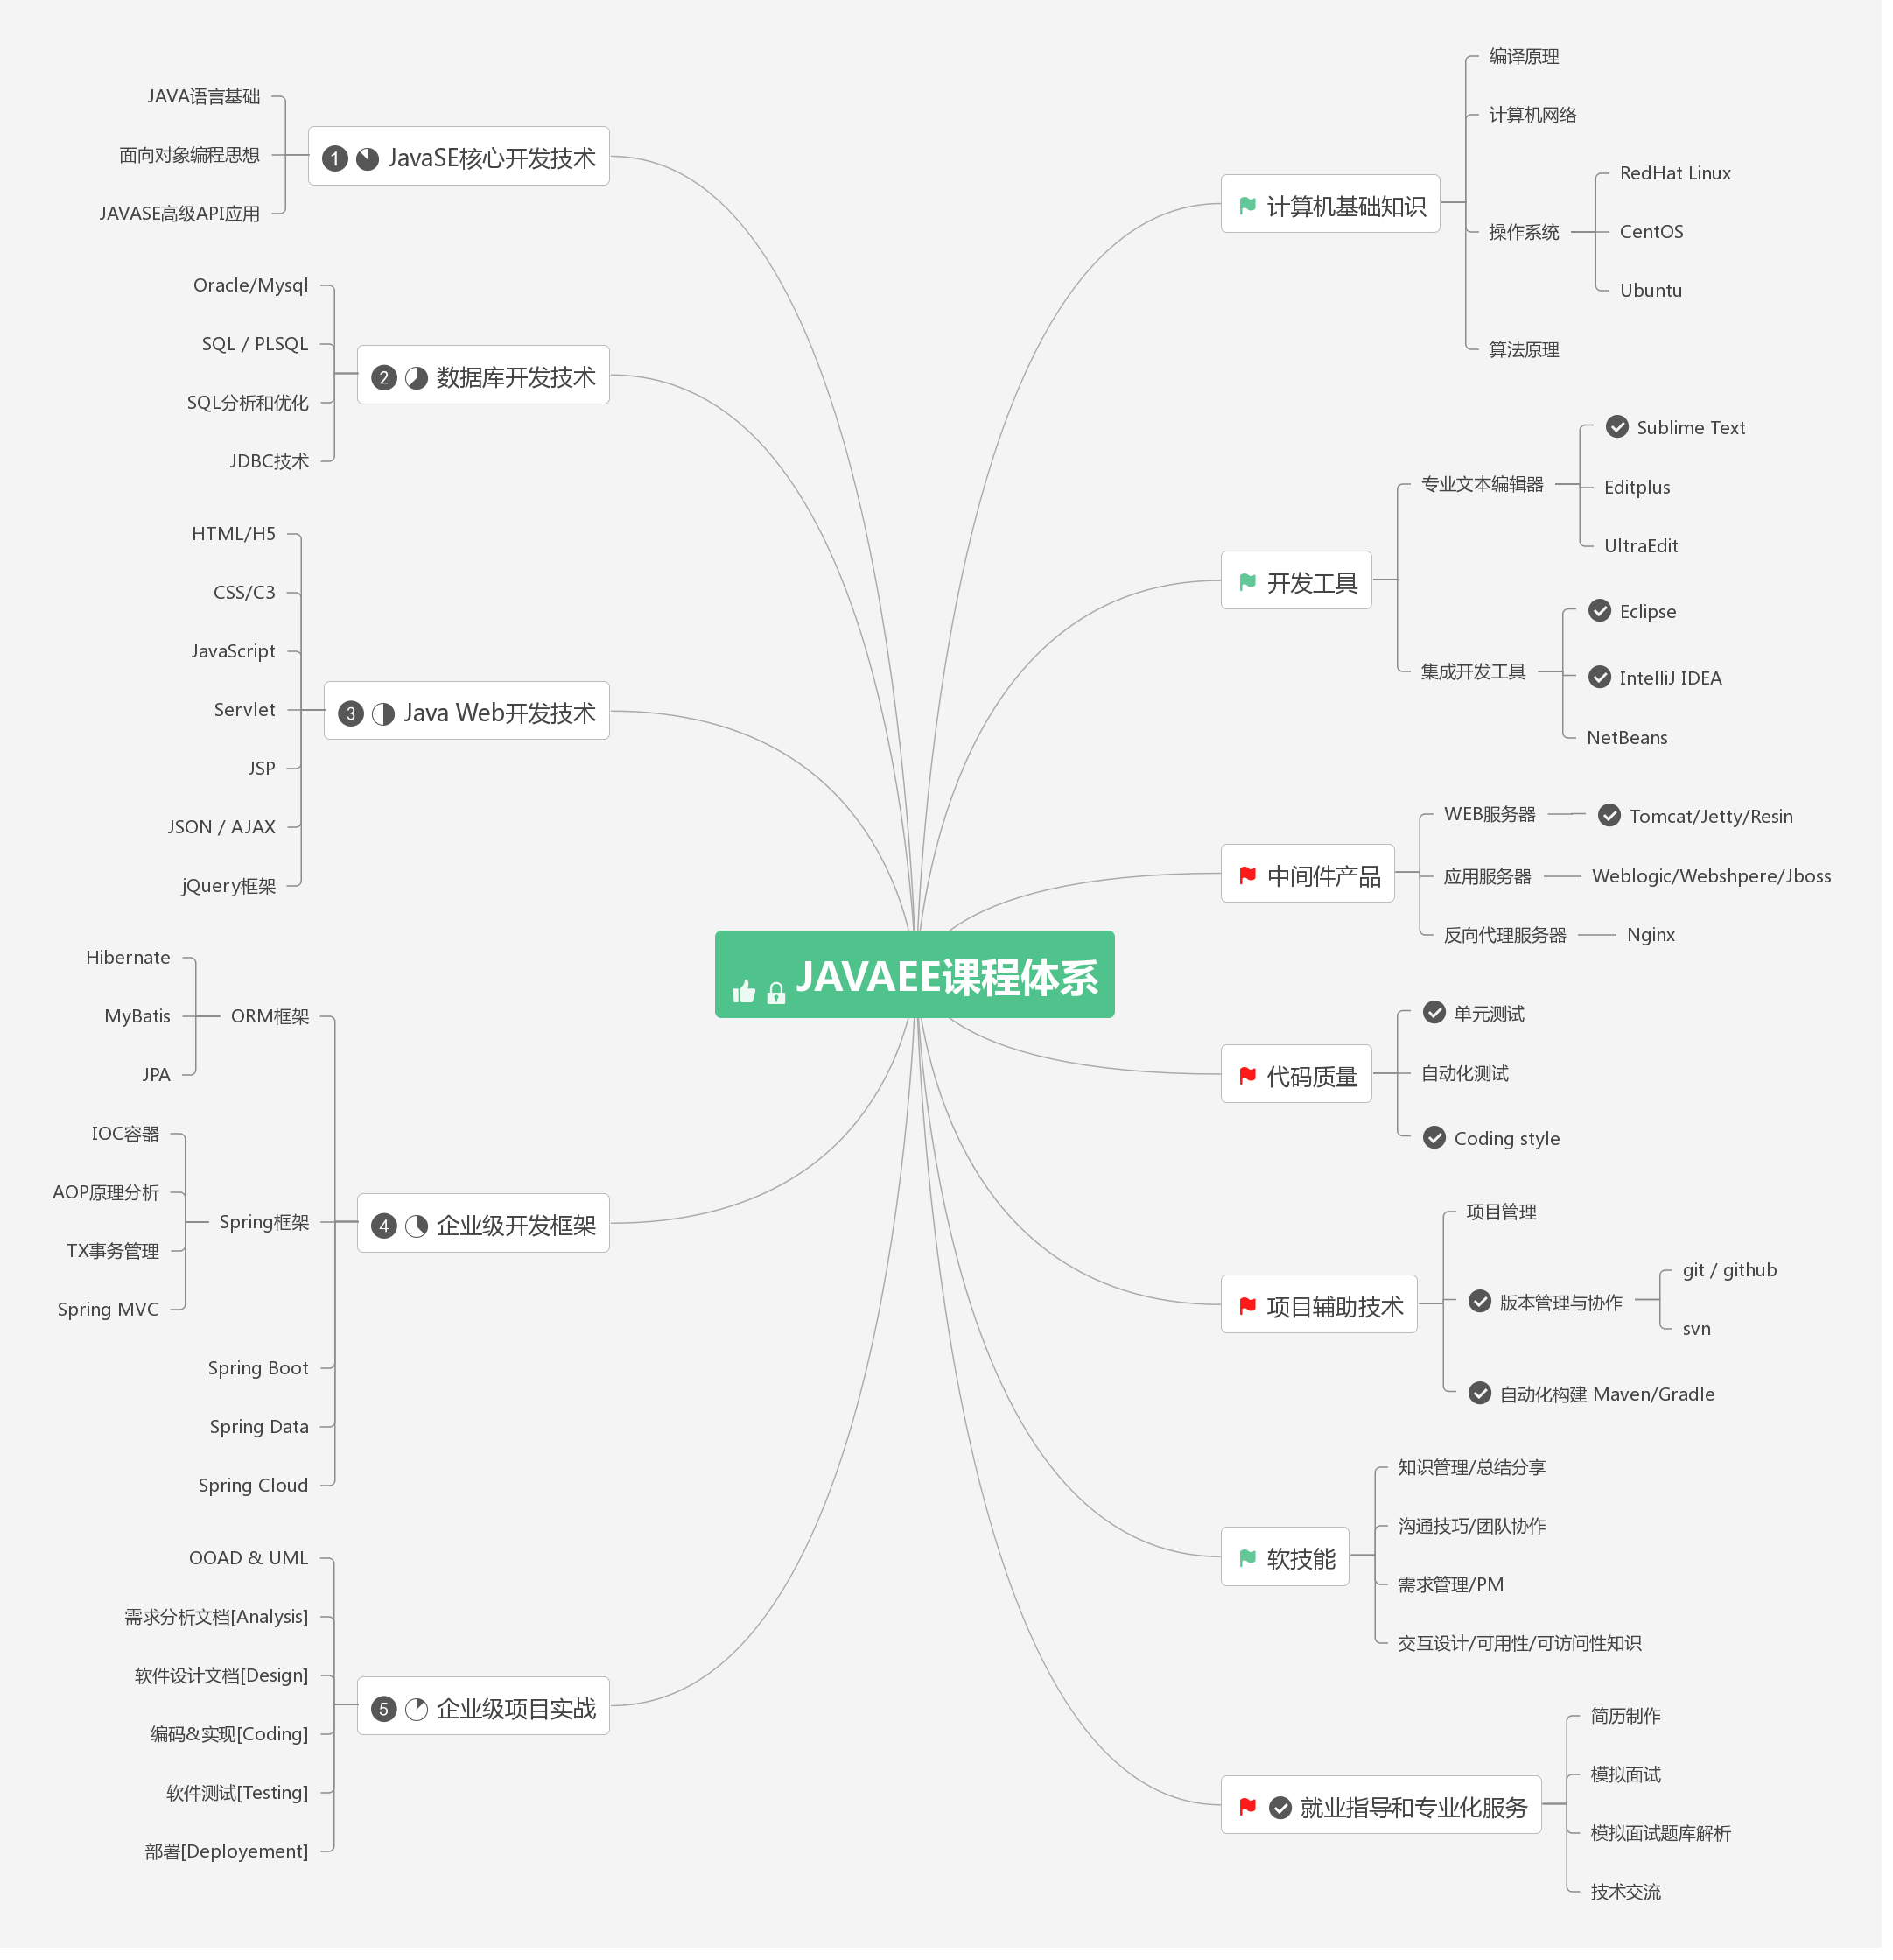 JAVAEE课程体系
1 JavaSE核心开发技术
JAVA语言基础
面向对象编程思想
JAVASE高级API应用
2 数据库开发技术
Oracle/Mysql
SQL / PLSQL
SQL分析和优化
JDBC技术
3 Java Web开发技术
HTML/H5
CSS/C3
JavaScript
Servlet
JSP
JSON / AJAX
jQuery框架
4 企业级开发框架
ORM框架
Hibernate
MyBatis
JPA
Spring框架
IOC容器
AOP原理分析
TX事务管理
Spring MVC
Spring Boot
Spring Data
Spring Cloud
5 企业级项目实战
OOAD & UML
需求分析文档[Analysis]
软件设计文档[Design]
编码&实现[Coding]
软件测试[Testing]
部署[Deployement]
计算机基础知识
编译原理
计算机网络
操作系统
RedHat Linux
CentOS
Ubuntu
算法原理
开发工具
专业文本编辑器
Sublime Text
Editplus
UltraEdit
集成开发工具
Eclipse
IntelliJ IDEA
NetBeans
中间件产品
WEB服务器
Tomcat/Jetty/Resin
应用服务器
Weblogic/Webshpere/Jboss
反向代理服务器
Nginx
代码质量
单元测试
自动化测试
Coding style
项目辅助技术
项目管理
版本管理与协作
git / github
svn
自动化构建 Maven/Gradle
软技能
知识管理/总结分享
沟通技巧/团队协作
需求管理/PM
交互设计/可用性/可访问性知识
就业指导和专业化服务
简历制作
模拟面试
模拟面试题库解析
技术交流